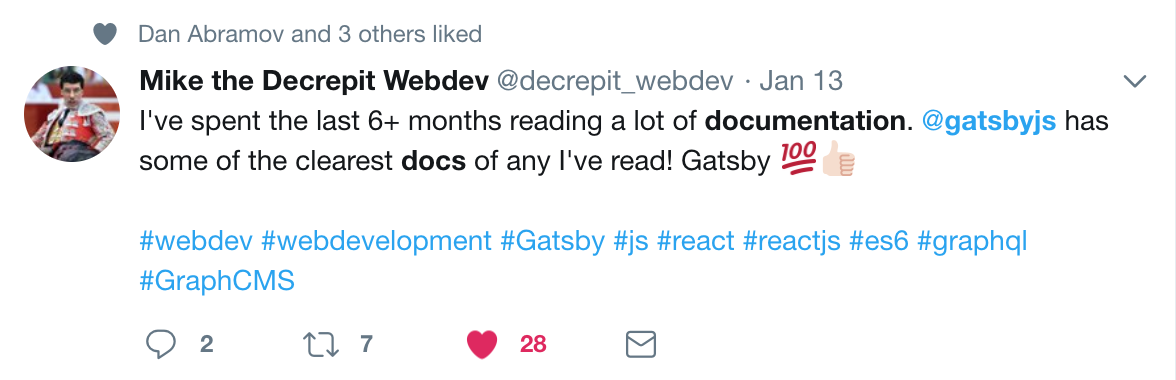 Dan Abramov and 3 others liked
Mike the Decrepit Webdev @decrepit_webdev · Jan 13
I've spent the last 6+ months reading a lot of documentation. @gatsbyjs has
some of the clearest docs of any I've read! Gatsby 💯👍🏻
#webdev #webdevelopment #Gatsby #js #react #reactjs #es6 #graphql
#GraphCMS
2 7 28